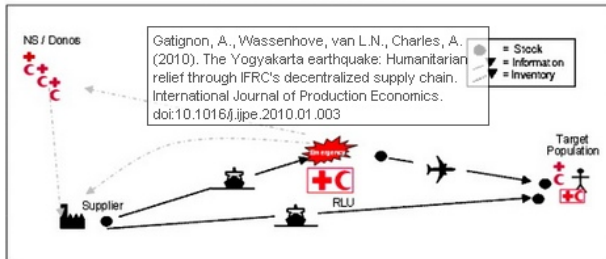 NS / Donos
Gatignon, A., Wassenhove, van L.N., Charles, A.
(2010). The Yogyakarta earthquake: Humanitarian
relief through IFRC's decentralized supply chain.
International Journal of Production Economics.
doi:10.1016/j.ijpe.2010.01.003
= Stock
= Information
= Inventory
Emergency
Target
Population
Supplier
RLU